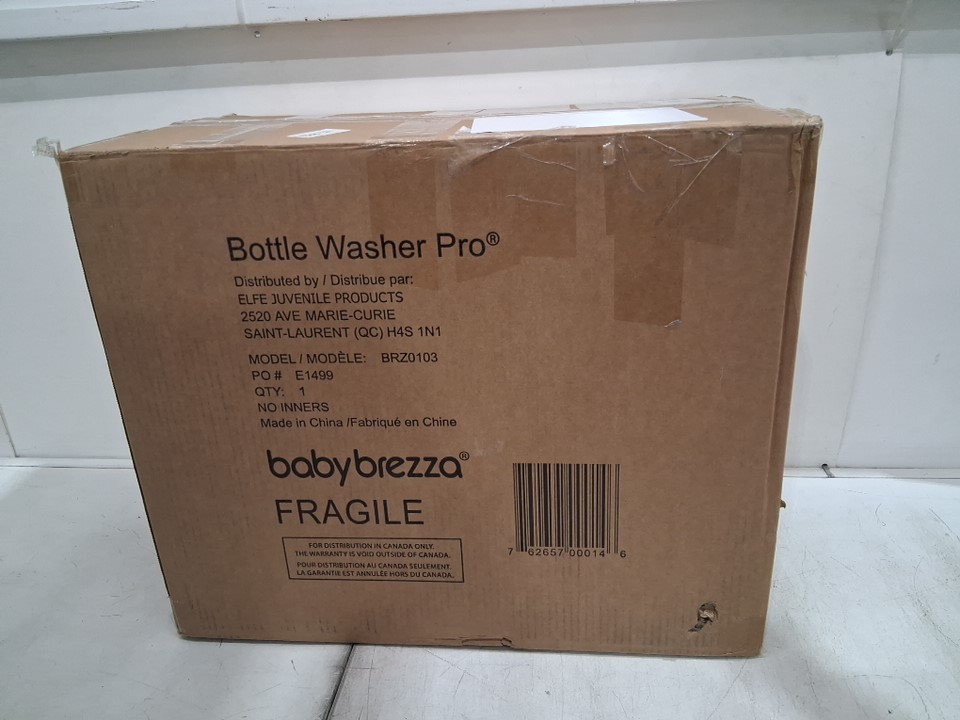 Bottle Washer Pro®
Distributed by / Distribue par:
ELFE JUVENILE PRODUCTS
2520 AVE MARIE-CURIE
SAINT-LAURENT (QC) H4S 1N1
MODEL / MODÈLE: BRZ0103
PO # E1499
QTY: 1
NO INNERS
Made in China /Fabriqué en Chine
babybrezza®
FRAGILE
FOR DISTRIBUTION IN CANADA ONLY.
THE WARRANTY IS VOID OUTSIDE OF CANADA.
POUR DISTRIBUTION AU CANADA SEULEMENT.
LA GARANTIE EST ANNULÉE HORS DU CANADA.
7 62657 00014 6